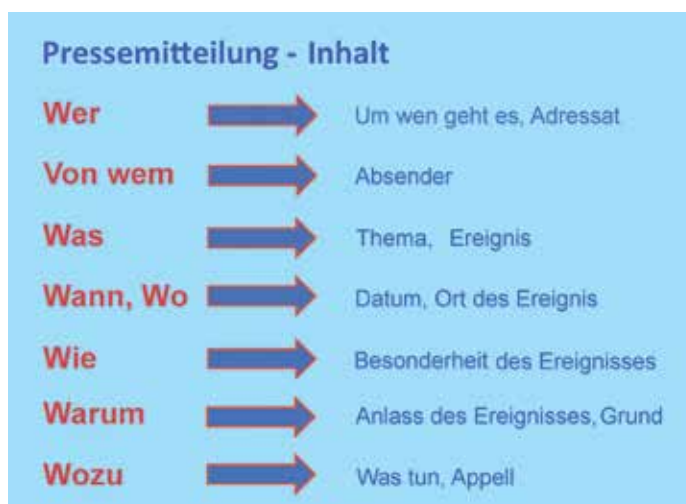 Pressemitteilung - Inhalt
Wer Um wen geht es, Adressat
Von wem Absender
Was Thema, Ereignis
Wann, Wo Datum, Ort des Ereignis
Wie Besonderheit des Ereignisses
Warum Anlass des Ereignisses, Grund
Wozu Was tun, Appell